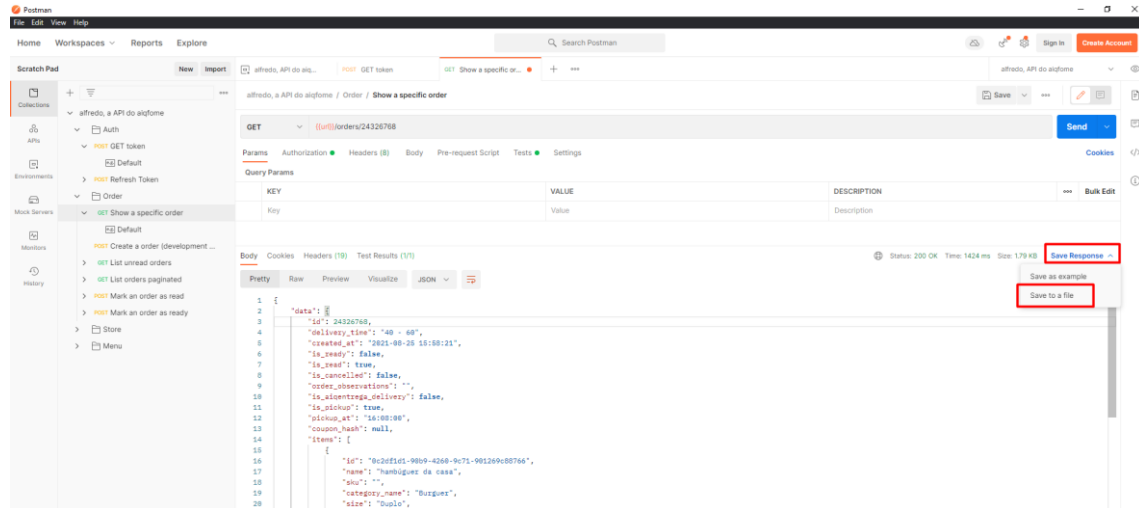 Postman
File Edit View Help
Home Workspaces Reports Explore
Search Postman
Sign In
Create Account
Scratch Pad
New
Import
alfredo, API do aiq...
POST GET token
GET Show a specific or...
alfredo, API do aiqfome
Collections
APIs
Environments
Mock Servers
Monitors
History
alfredo, a API do aiqfome
Auth
POST GET token
Default
POST Refresh Token
Order
GET Show a specific order
Default
POST Create a order (development ...
GET List unread orders
GET List orders paginated
POST Mark an order as read
POST Mark an order as ready
Store
Menu
alfredo, a API do aiqfome / Order / Show a specific order
Save
GET
{{url}}/orders/24326768
Send
Params Authorization Headers (8) Body Pre-request Script Tests Settings
Cookies
Query Params
KEY VALUE DESCRIPTION
Bulk Edit
Key Value Description
Body Cookies Headers (19) Test Results (1/1)
Status: 200 OK Time: 1424 ms Size: 1.79 KB
Save Response
Save as example
Save to a file
Pretty Raw Preview Visualize JSON
1 {
2 "data": {
3 "id": 24326768,
4 "delivery_time": "40 - 60",
5 "created_at": "2021-08-25 15:58:21",
6 "is_ready": false,
7 "is_read": true,
8 "is_cancelled": false,
9 "order_observations": "",
10 "is_aiqentrega_delivery": false,
11 "is_pickup": true,
12 "pickup_at": "16:08:00",
13 "coupon_hash": null,
14 "items": [
15 {
16 "id": "0c2df1d1-90b9-4260-9c71-901269c88766",
17 "name": "hambúguer da casa",
18 "sku": "",
19 "category_name": "Burguer",
20 "size": "Duplo",